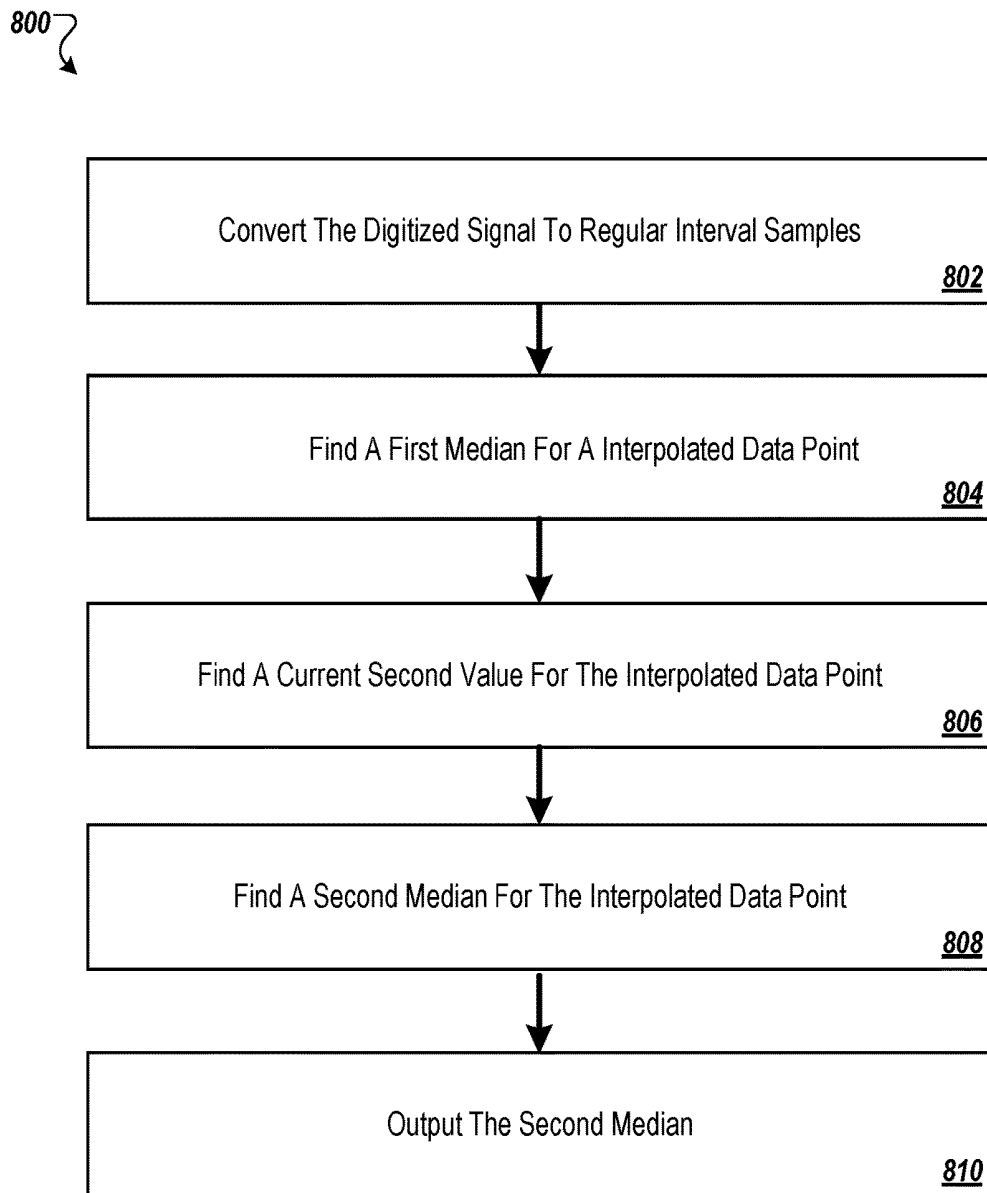 800
Convert The Digitized Signal To Regular Interval Samples
802
Find A First Median For A Interpolated Data Point
804
Find A Current Second Value For The Interpolated Data Point
806
Find A Second Median For The Interpolated Data Point
808
Output The Second Median
810